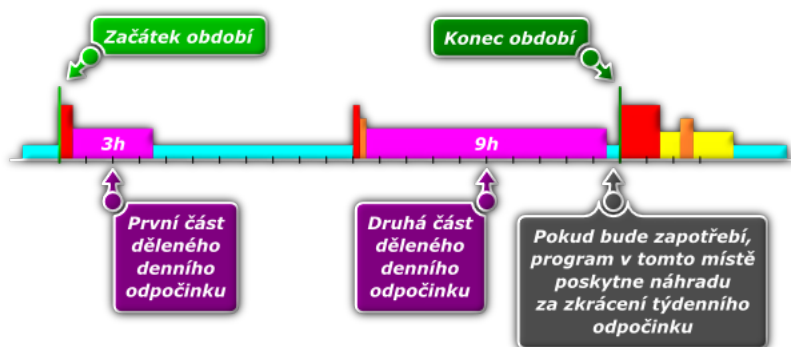 Začátek období
Konec období
3h
9h
První část
děleného
denního
odpočinku
Druhá část
děleného
denního
odpočinku
Pokud bude zapotřebí,
program v tomto místě
poskytne náhradu
za zkrácení týdenního
odpočinku